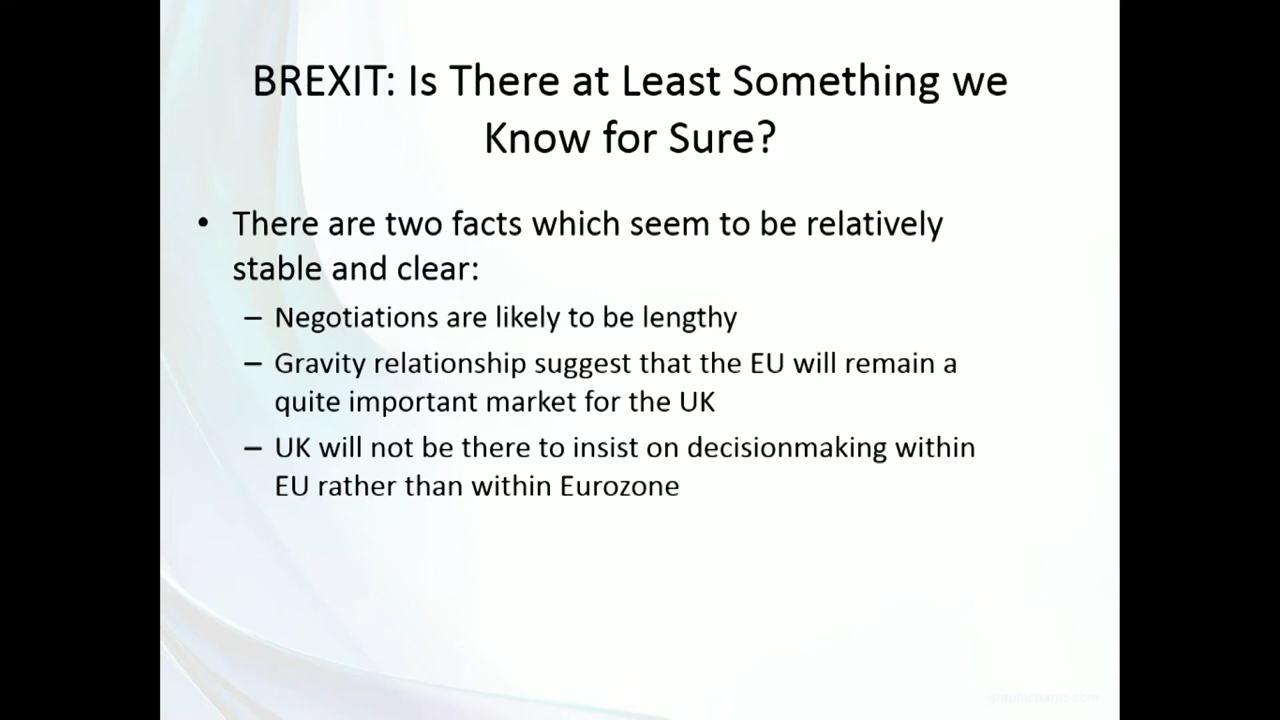 BREXIT: Is There at Least Something we
Know for Sure?
• There are two facts which seem to be relatively
stable and clear:
– Negotiations are likely to be lengthy
– Gravity relationship suggest that the EU will remain a
quite important market for the UK
– UK will not be there to insist on decisionmaking within
EU rather than within Eurozone